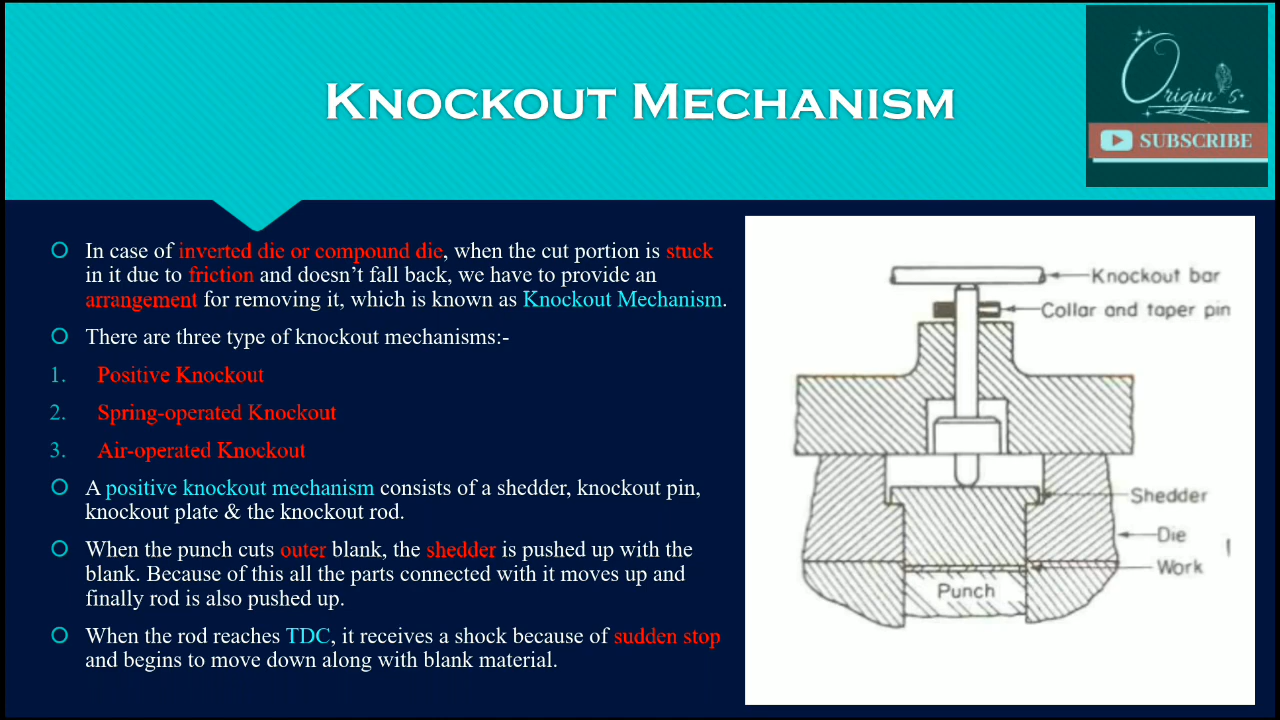 KNOCKOUT MECHANISM
Origin's
SUBSCRIBE
In case of inverted die or compound die, when the cut portion is stuck
in it due to friction and doesn't fall back, we have to provide an
arrangement for removing it, which is known as Knockout Mechanism.
There are three type of knockout mechanisms:-
1. Positive Knockout
2. Spring-operated Knockout
3. Air-operated Knockout
A positive knockout mechanism consists of a shedder, knockout pin,
knockout plate & the knockout rod.
When the punch cuts outer blank, the shedder is pushed up with the
blank. Because of this all the parts connected with it moves up and
finally rod is also pushed up.
When the rod reaches TDC, it receives a shock because of sudden stop
and begins to move down along with blank material.
Knockout bar
Collar and taper pin
Shedder
Die
Work
Punch